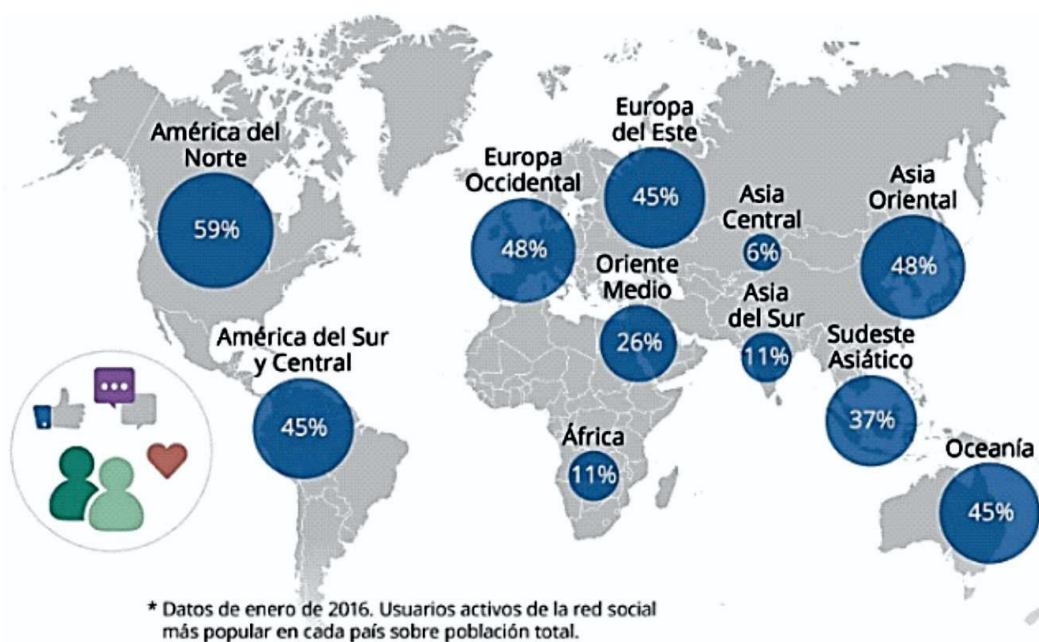 América del
Norte
59%
Europa
Occidental
48%
Europa
del Este
45%
Asia
Central
6%
Asia
Oriental
48%
Oriente
Medio
26%
Asia
del Sur
11%
Sudeste
Asiático
37%
América del Sur
y Central
45%
África
11%
Oceanía
45%
* Datos de enero de 2016. Usuarios activos de la red social
más popular en cada país sobre población total.